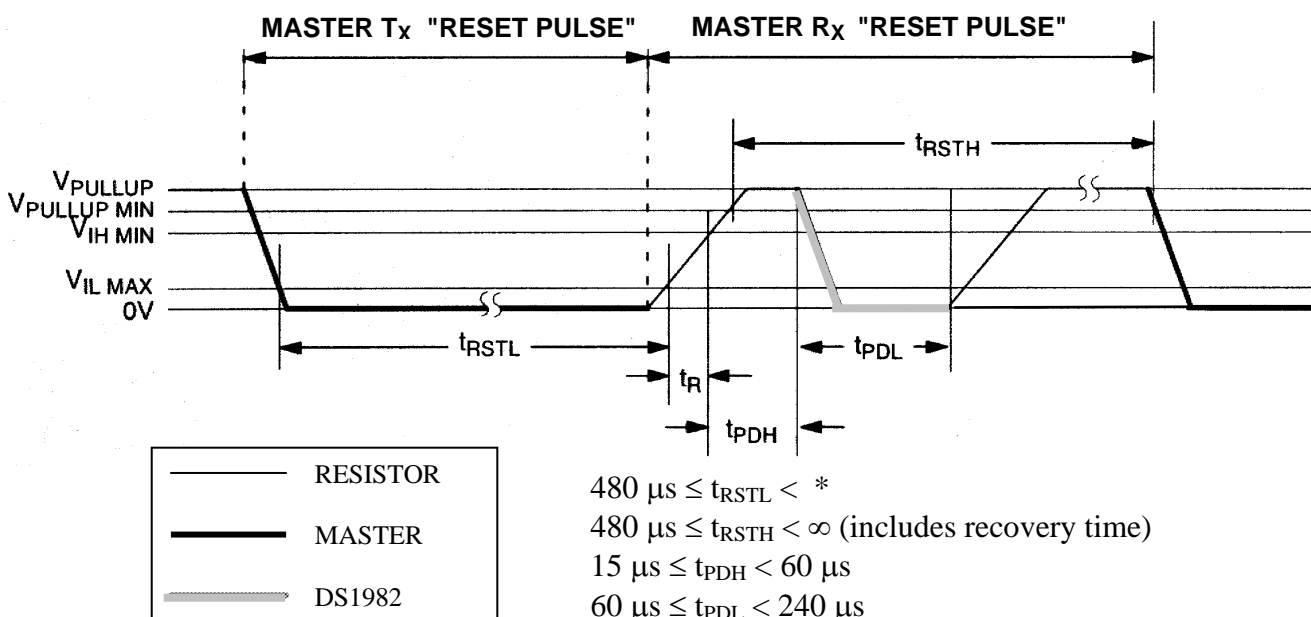 MASTER TX "RESET PULSE" MASTER RX "RESET PULSE"
tRSTH
VPULLUP
VPULLUP MIN
VIH MIN
VIL MAX
0V
tRSTL
tPDL
tR
tPDH
RESISTOR
MASTER
DS1982
480 μs ≤ tRSTL < *
480 μs ≤ tRSTH < ∞ (includes recovery time)
15 μs ≤ tPDH < 60 μs
60 μs ≤ tPDL < 240 μs